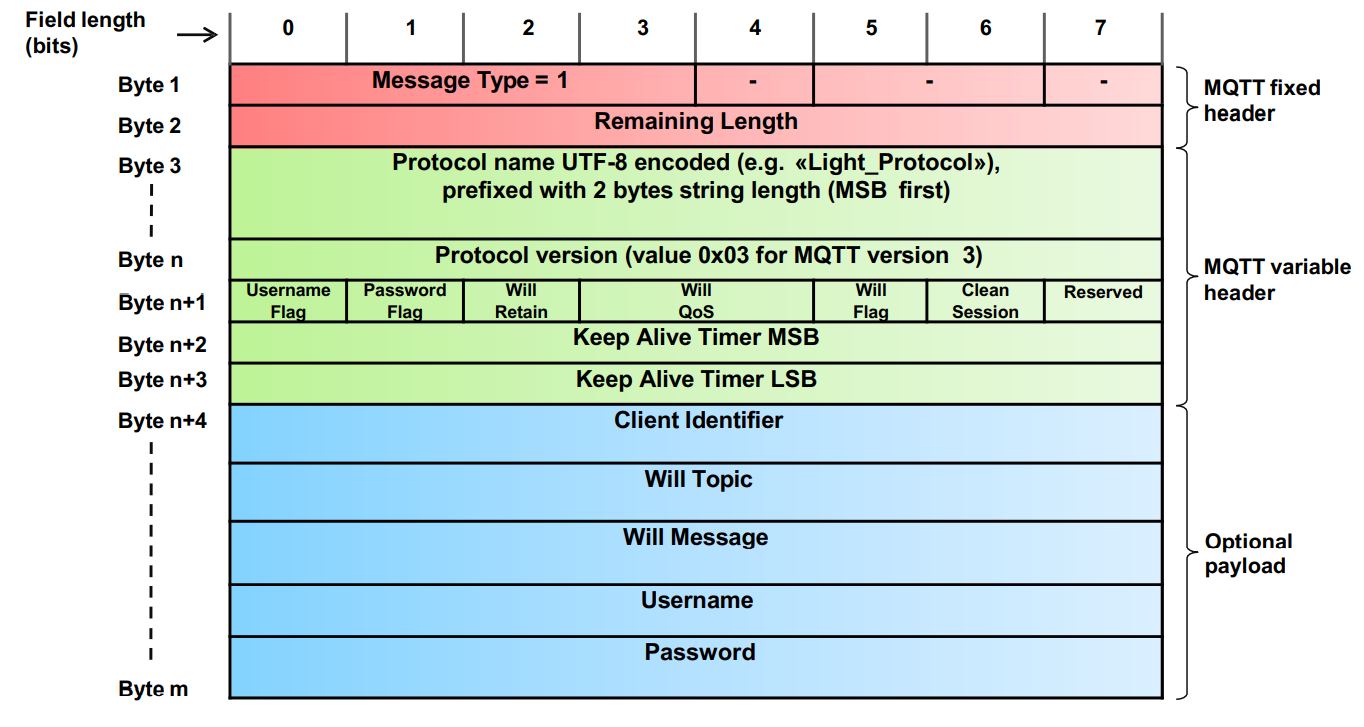 Field length
(bits)
0 1 2 3 4 5 6 7
Byte 1
Message Type = 1 - - -
MQTT fixed
header
Byte 2
Remaining Length
Byte 3
Protocol name UTF-8 encoded (e.g. «Light_Protocol»),
prefixed with 2 bytes string length (MSB first)
Byte n
Protocol version (value 0x03 for MQTT version 3)
MQTT variable
header
Byte n+1
Username
Flag
Password
Flag
Will
Retain
Will
QoS
Will
Flag
Clean
Session
Reserved
Byte n+2
Keep Alive Timer MSB
Byte n+3
Keep Alive Timer LSB
Byte n+4
Client Identifier
Will Topic
Will Message
Optional
payload
Username
Password
Byte m